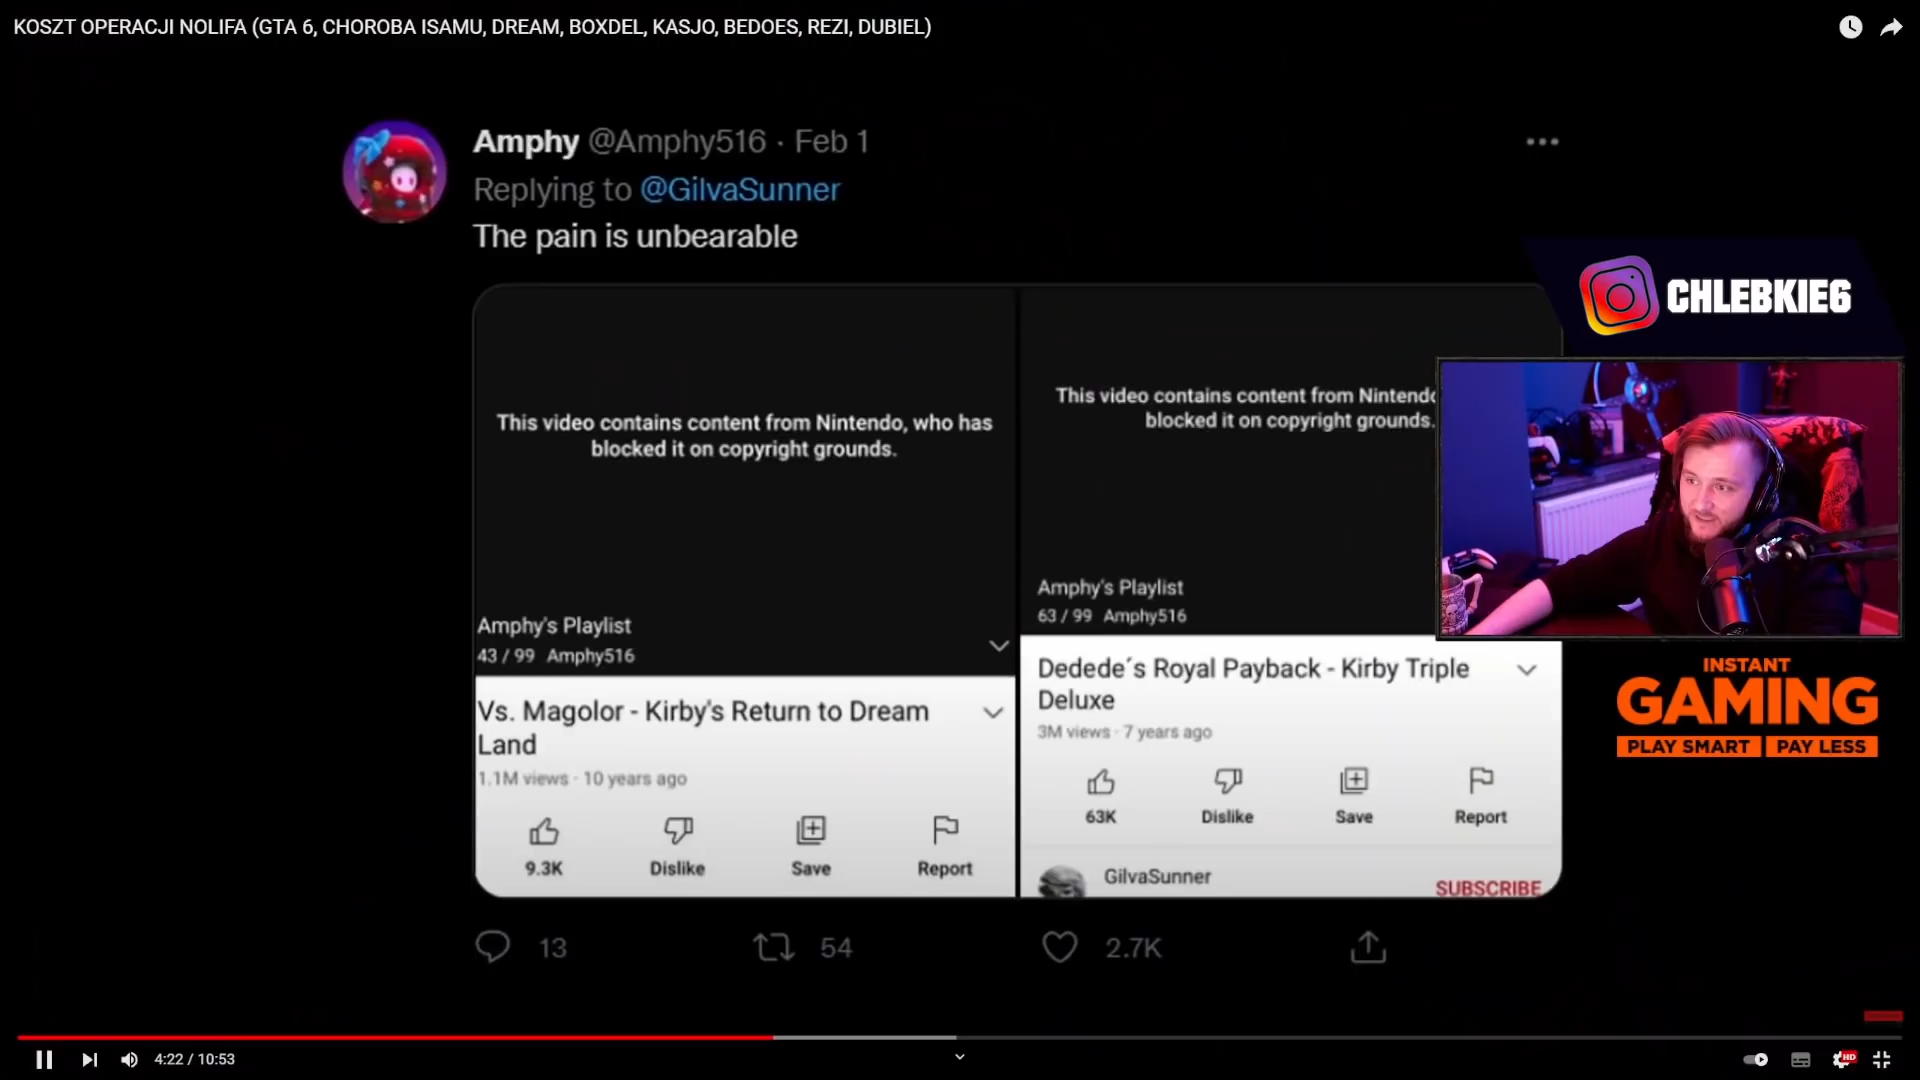 KOSZT OPERACJI NOLIFA (GTA 6, CHOROBA ISAMU, DREAM, BOXDEL, KASJO, BEDOES, REZI, DUBIEL)
Amphy @Amphy516 · Feb 1
Replying to @GilvaSunner
The pain is unbearable
This video contains content from Nintendo, who has
blocked it on copyright grounds.
Amphy's Playlist
43 / 99 Amphy516
Vs. Magolor - Kirby's Return to Dream
Land
1.1M views · 10 years ago
9.3K
Dislike
Save
Report
This video contains content from Nintendo
blocked it on copyright grounds.
Amphy's Playlist
63 / 99 Amphy516
Dedede´s Royal Payback - Kirby Triple
Deluxe
3M views · 7 years ago
63K
Dislike
Save
Report
GilvaSunner
SUBSCRIBE
13
54
2.7K
CHLEBKIE6
INSTANT
GAMING
PLAY SMART
PAY LESS
4:22 / 10:53
HD